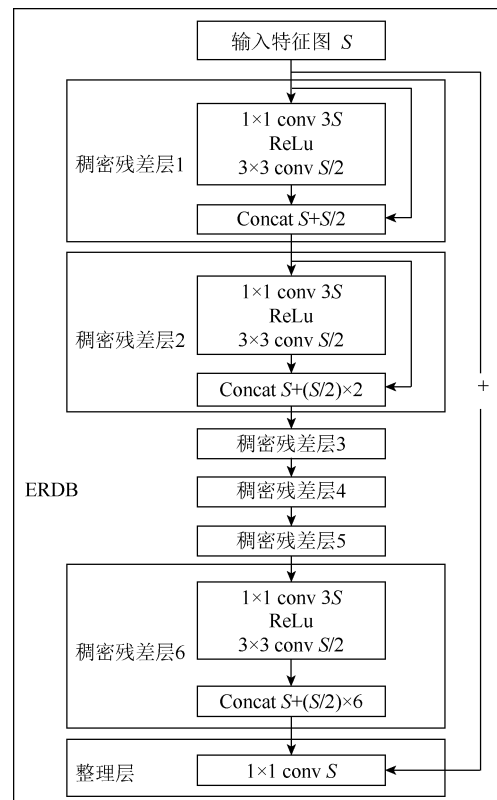 输入特征图 S
稠密残差层1
1×1 conv 3S
ReLu
3×3 conv S/2
Concat S+S/2
稠密残差层2
1×1 conv 3S
ReLu
3×3 conv S/2
Concat S+(S/2)×2
+
稠密残差层3
ERDB
稠密残差层4
稠密残差层5
稠密残差层6
1×1 conv 3S
ReLu
3×3 conv S/2
Concat S+(S/2)×6
整理层
1×1 conv S